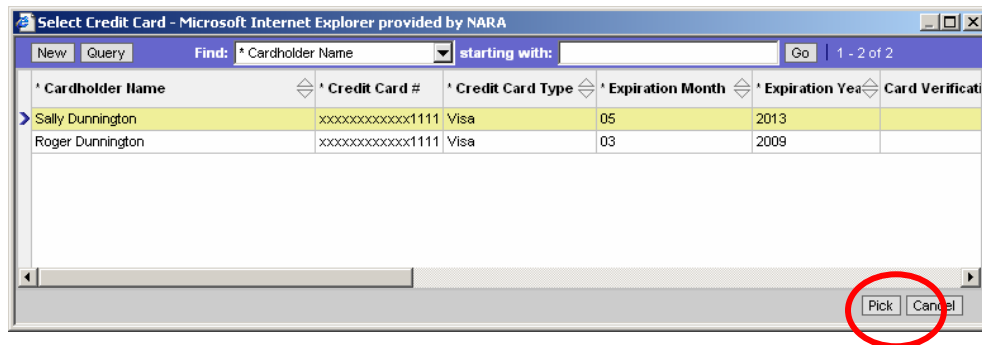 Select Credit Card - Microsoft Internet Explorer provided by NARA
New Query Find: * Cardholder Name starting with: Go 1 - 2 of 2
* Cardholder Name * Credit Card # * Credit Card Type * Expiration Month * Expiration Yea Card Verificati
Sally Dunnington xxxxxxxxxxxx1111 Visa 05 2013
Roger Dunnington xxxxxxxxxxxx1111 Visa 03 2009
Pick Cancel